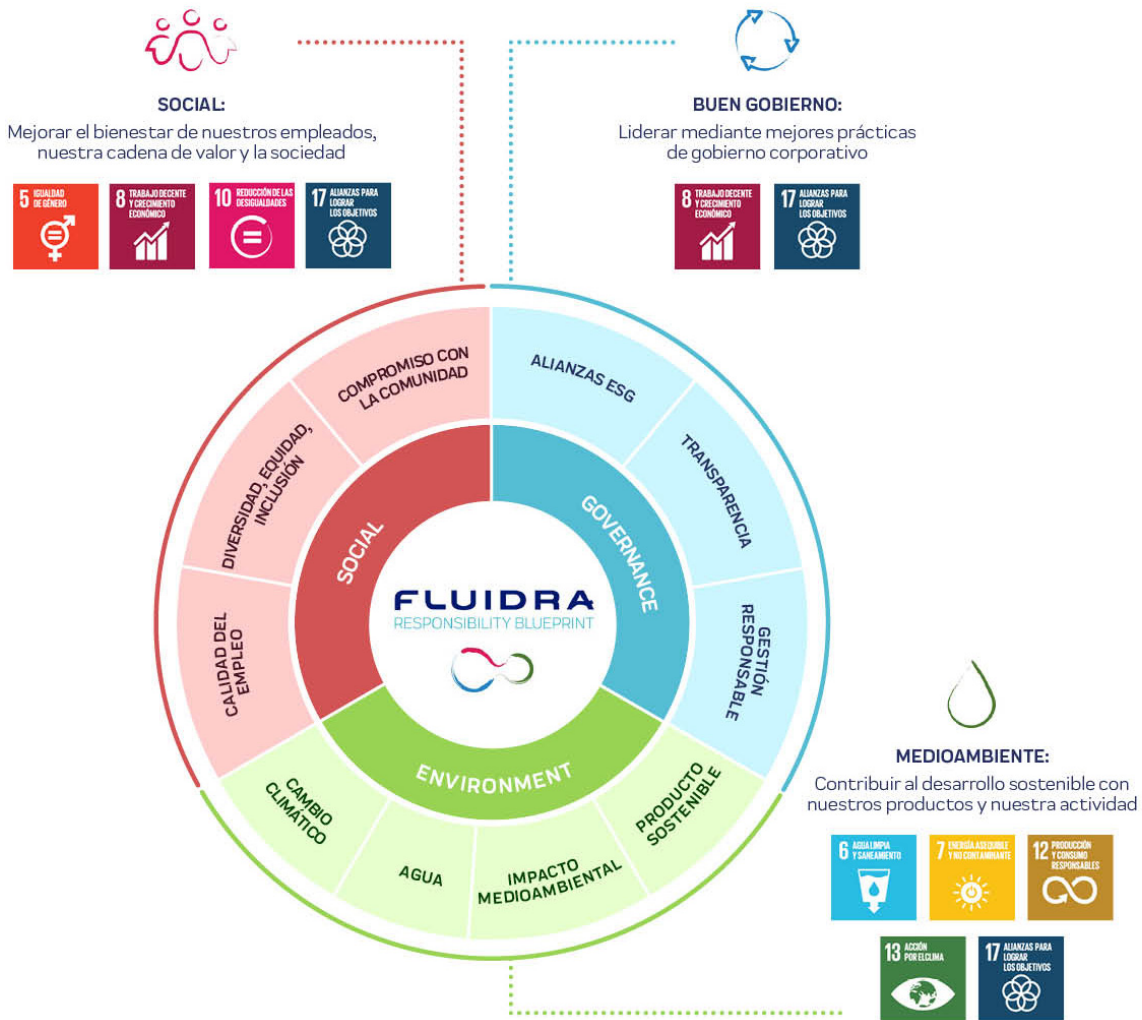 SOCIAL:
Mejorar el bienestar de nuestros empleados,
nuestra cadena de valor y la sociedad
5 IGUALDAD
DE GÉNERO
8 TRABAJO DECENTE
Y CRECIMIENTO
ECONÓMICO
10 REDUCCIÓN DE LAS
DESIGUALDADES
17 ALIANZAS PARA
LOGRAR
LOS OBJETIVOS
BUEN GOBIERNO:
Liderar mediante mejores prácticas
de gobierno corporativo
8 TRABAJO DECENTE
Y CRECIMIENTO
ECONÓMICO
17 ALIANZAS PARA
LOGRAR
LOS OBJETIVOS
COMPROMISO CON
LA COMUNIDAD
ALIANZAS ESG
DIVERSIDAD, EQUIDAD,
INCLUSIÓN
TRANSPARENCIA
SOCIAL
GOVERNANCE
FLUIDRA
RESPONSIBILITY BLUEPRINT
CALIDAD DEL
EMPLEO
GESTIÓN
RESPONSABLE
ENVIRONMENT
CAMBIO
CLIMÁTICO
AGUA
IMPACTO
MEDIOAMBIENTAL
PRODUCTO
SOSTENIBLE
MEDIOAMBIENTE:
Contribuir al desarrollo sostenible con
nuestros productos y nuestra actividad
6 AGUA LIMPIA
Y SANEAMIENTO
7 ENERGÍA ASEQUIBLE
Y NO CONTAMINANTE
12 PRODUCCIÓN
Y CONSUMO
RESPONSABLES
13 ACCIÓN
POR EL CLIMA
17 ALIANZAS PARA
LOGRAR
LOS OBJETIVOS